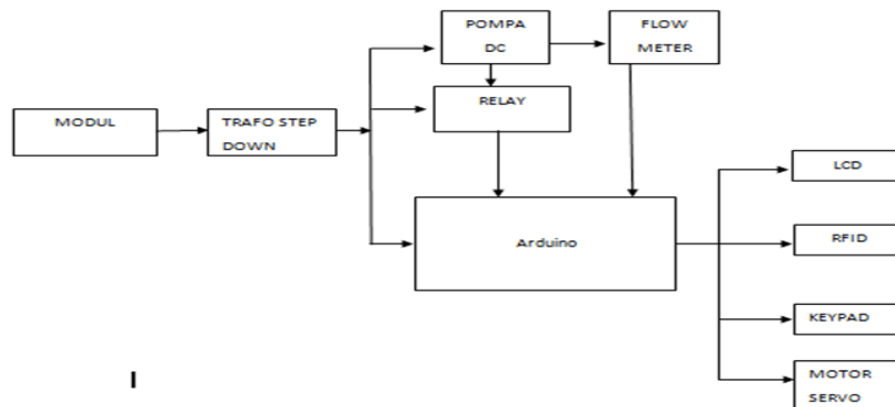 POMPA
DC
FLOW
METER
MODUL
TRAFO STEP
DOWN
RELAY
Arduino
LCD
RFID
KEYPAD
MOTOR
SERVO
I